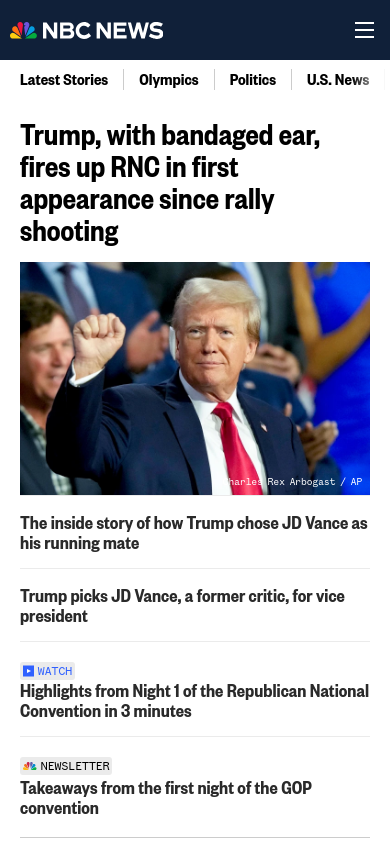 NBC NEWS
Latest Stories
Olympics
Politics
U.S. News
Trump, with bandaged ear,
fires up RNC in first
appearance since rally
shooting
Rex Arbogast / AP
The inside story of how Trump chose JD Vance as
his running mate
Trump picks JD Vance, a former critic, for vice
president
WATCH
Highlights from Night 1 of the Republican National
Convention in 3 minutes
NEWSLETTER
Takeaways from the first night of the GOP
convention